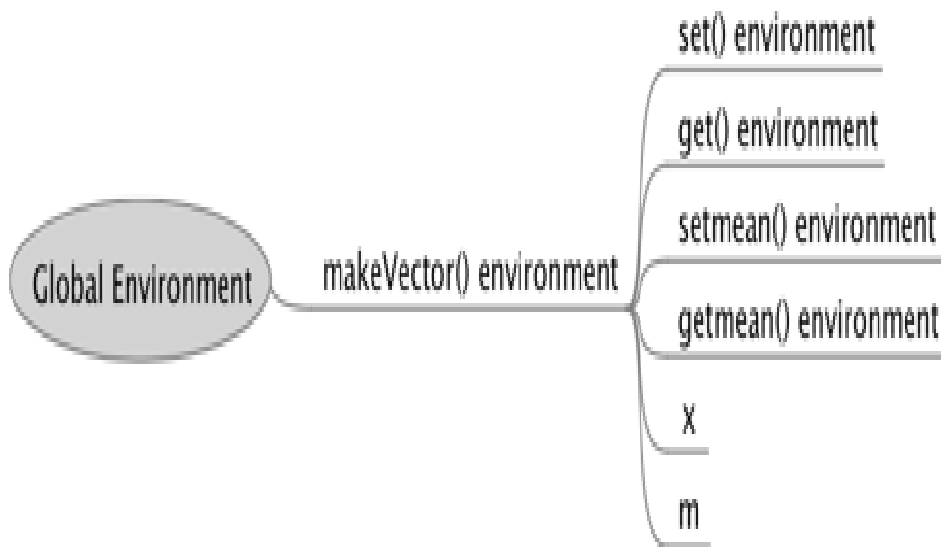 Global Environment
makeVector() environment
set() environment
get() environment
setmean() environment
getmean() environment
x
m